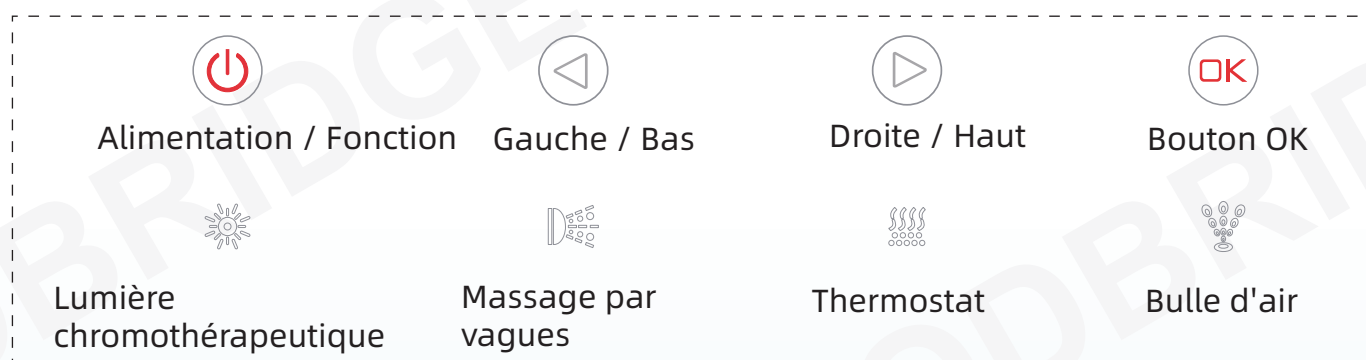 OK
Alimentation / Fonction
Gauche / Bas
Droite / Haut
Bouton OK
Lumière
chromothérapeutique
Massage par
vagues
Thermostat
Bulle d'air